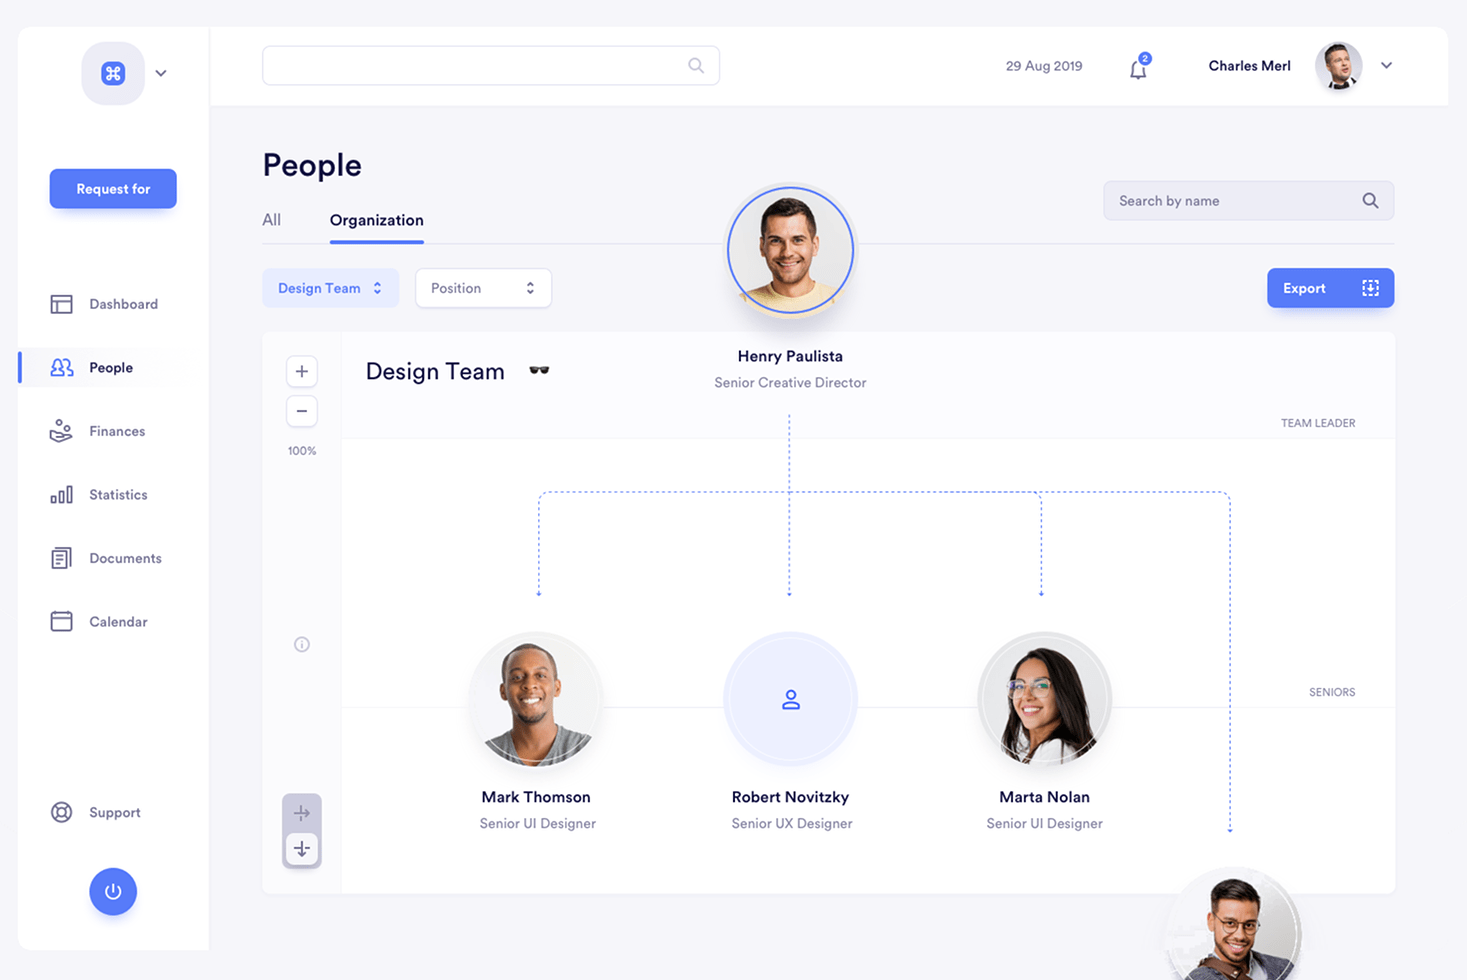 29 Aug 2019
2
Charles Merl
Request for
People
All
Organization
Search by name
Design Team
Position
Export
Dashboard
People
Finances
Statistics
Documents
Calendar
Support
100%
Design Team
Henry Paulista
Senior Creative Director
TEAM LEADER
SENIORS
Mark Thomson
Senior UI Designer
Robert Novitzky
Senior UX Designer
Marta Nolan
Senior UI Designer